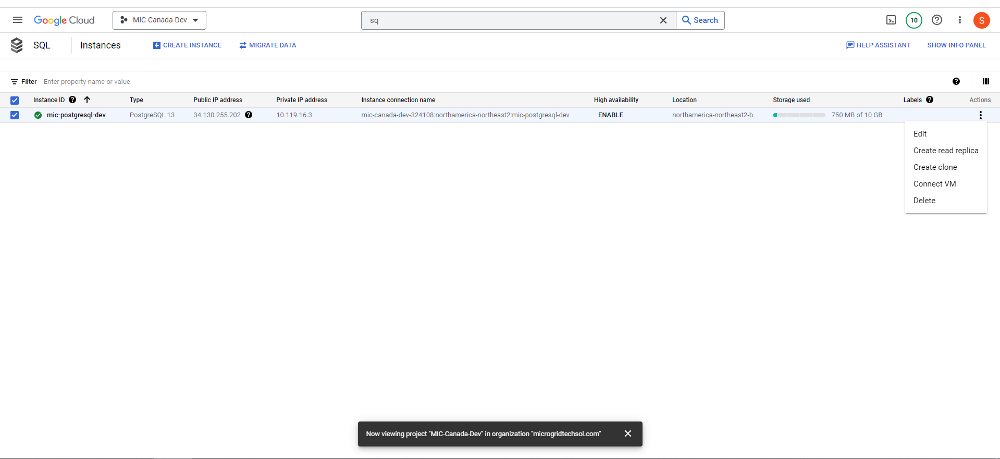 Google Cloud MIC-Canada-Dev sq Search 10 S
SQL Instances CREATE INSTANCE MIGRATE DATA HELP ASSISTANT SHOW INFO PANEL
Filter Enter property name or value
Instance ID Type Public IP address Private IP address Instance connection name High availability Location Storage used Labels Actions
mic-postgresql-dev PostgreSQL 13 34.130.255.202 10.119.16.3 mic-canada-dev-324108:northamerica-northeast2:mic-postgresql-dev ENABLE northamerica-northeast2-b 750 MB of 10 GB
Edit
Create read replica
Create clone
Connect VM
Delete
Now viewing project "MIC-Canada-Dev" in organization "microgridtechsol.com"